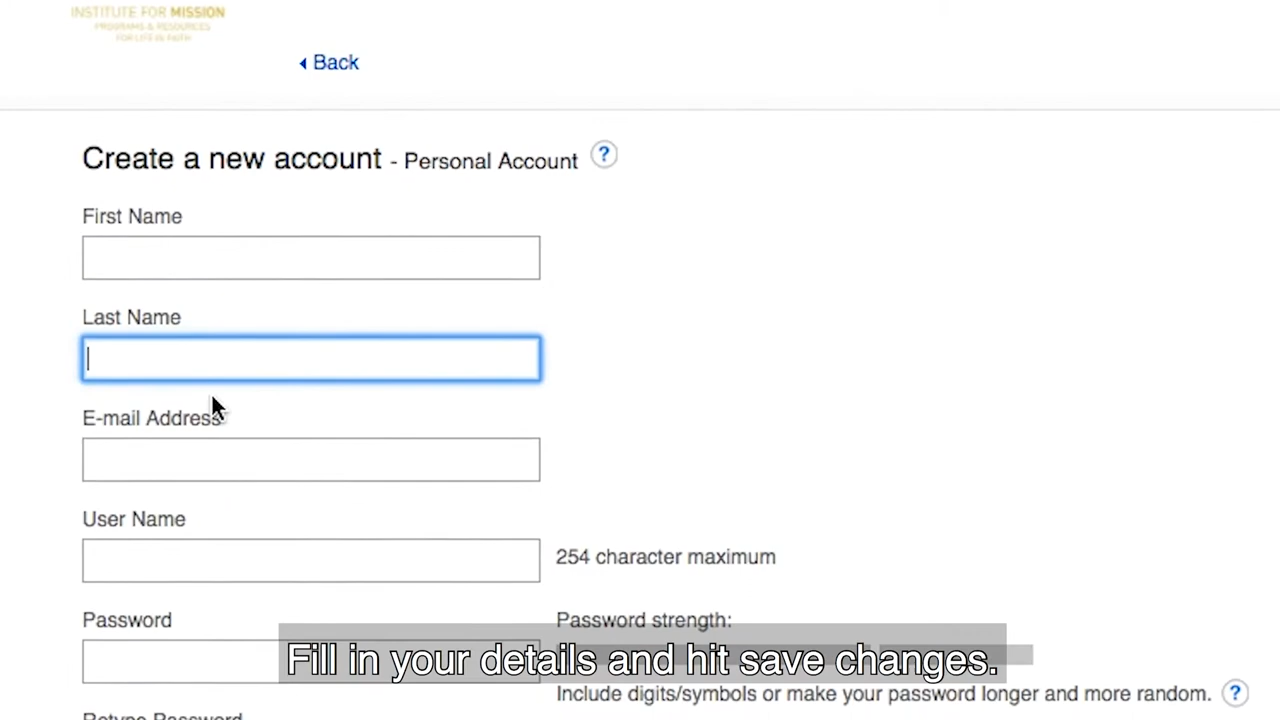 INSTITUTE FOR MISSION
PROGRAMS & RESOURCES
FOR LIFE IN FAITH
Back
Create a new account - Personal Account ?
First Name
Last Name
E-mail Address
User Name
254 character maximum
Password
Password strength:
Fill in your details and hit save changes.
Include digits/symbols or make your password longer and more random. ?
Retype Password